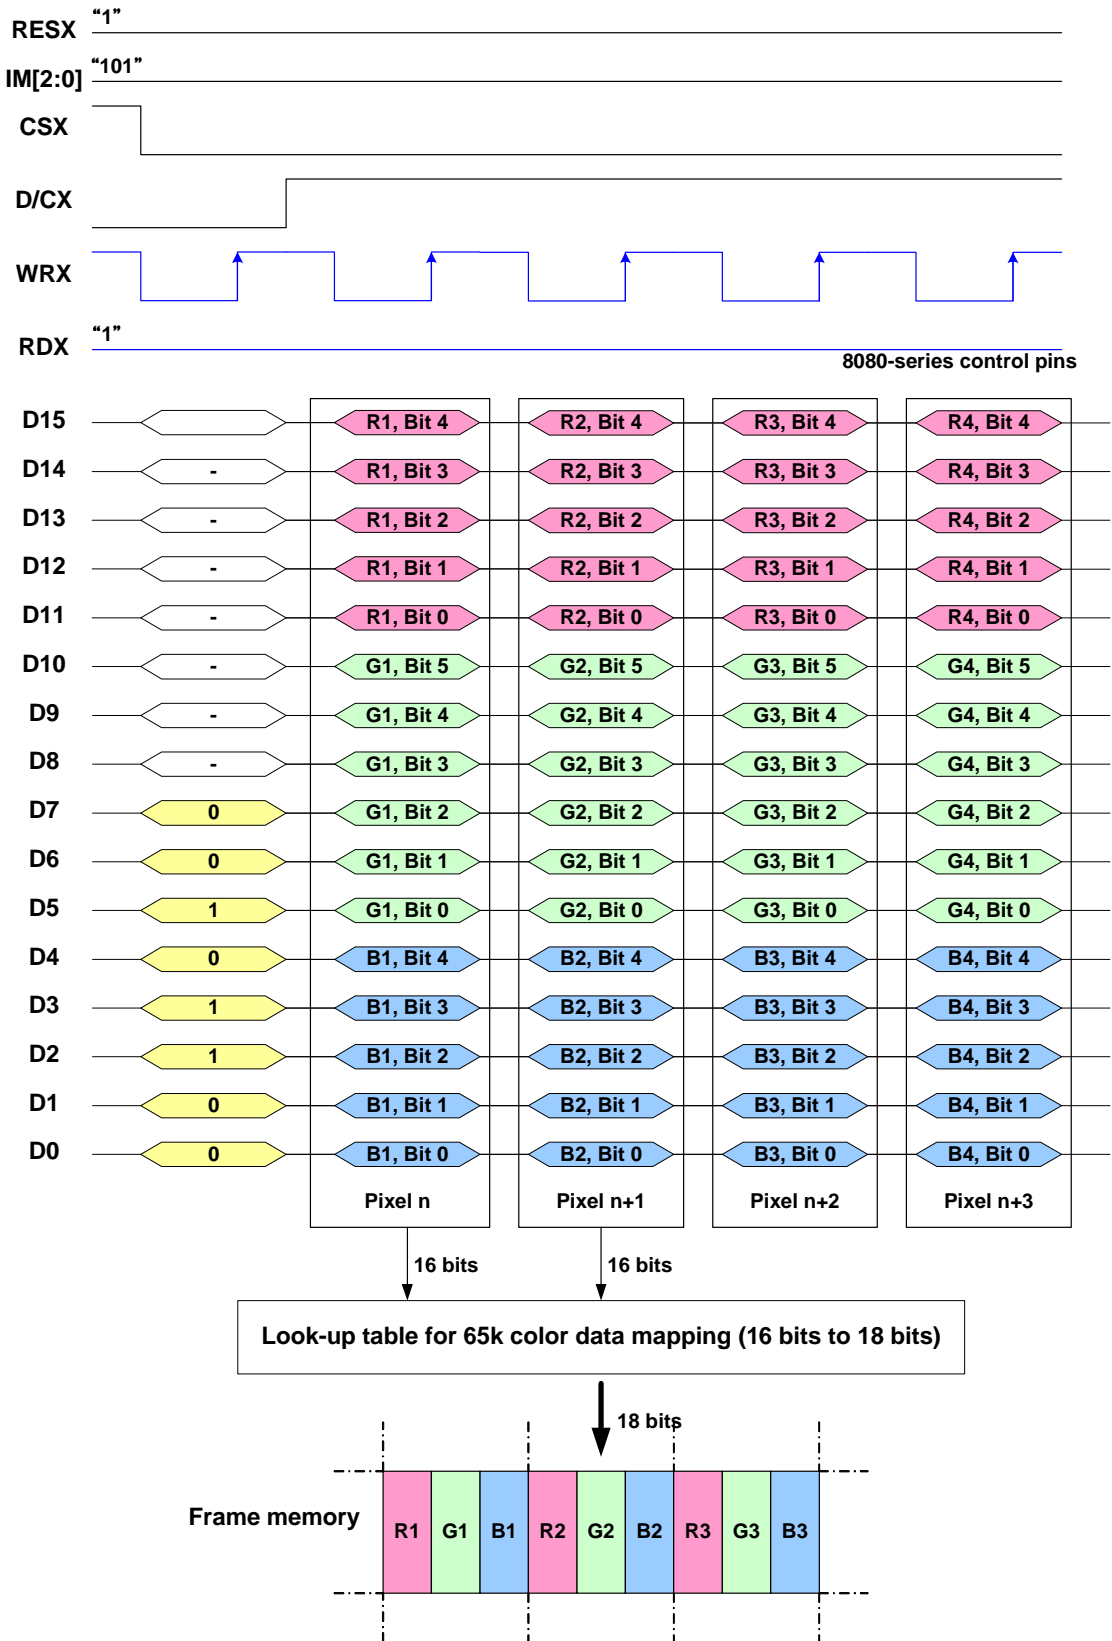 RESX “1”
IM[2:0] “101”
CSX
D/CX
WRX
RDX “1”
8080-series control pins
D15 R1, Bit 4 R2, Bit 4 R3, Bit 4 R4, Bit 4
D14 - R1, Bit 3 R2, Bit 3 R3, Bit 3 R4, Bit 3
D13 - R1, Bit 2 R2, Bit 2 R3, Bit 2 R4, Bit 2
D12 - R1, Bit 1 R2, Bit 1 R3, Bit 1 R4, Bit 1
D11 - R1, Bit 0 R2, Bit 0 R3, Bit 0 R4, Bit 0
D10 - G1, Bit 5 G2, Bit 5 G3, Bit 5 G4, Bit 5
D9 - G1, Bit 4 G2, Bit 4 G3, Bit 4 G4, Bit 4
D8 - G1, Bit 3 G2, Bit 3 G3, Bit 3 G4, Bit 3
D7 0 G1, Bit 2 G2, Bit 2 G3, Bit 2 G4, Bit 2
D6 0 G1, Bit 1 G2, Bit 1 G3, Bit 1 G4, Bit 1
D5 1 G1, Bit 0 G2, Bit 0 G3, Bit 0 G4, Bit 0
D4 0 B1, Bit 4 B2, Bit 4 B3, Bit 4 B4, Bit 4
D3 1 B1, Bit 3 B2, Bit 3 B3, Bit 3 B4, Bit 3
D2 1 B1, Bit 2 B2, Bit 2 B3, Bit 2 B4, Bit 2
D1 0 B1, Bit 1 B2, Bit 1 B3, Bit 1 B4, Bit 1
D0 0 B1, Bit 0 B2, Bit 0 B3, Bit 0 B4, Bit 0
Pixel n Pixel n+1 Pixel n+2 Pixel n+3
16 bits 16 bits
Look-up table for 65k color data mapping (16 bits to 18 bits)
18 bits
Frame memory R1 G1 B1 R2 G2 B2 R3 G3 B3